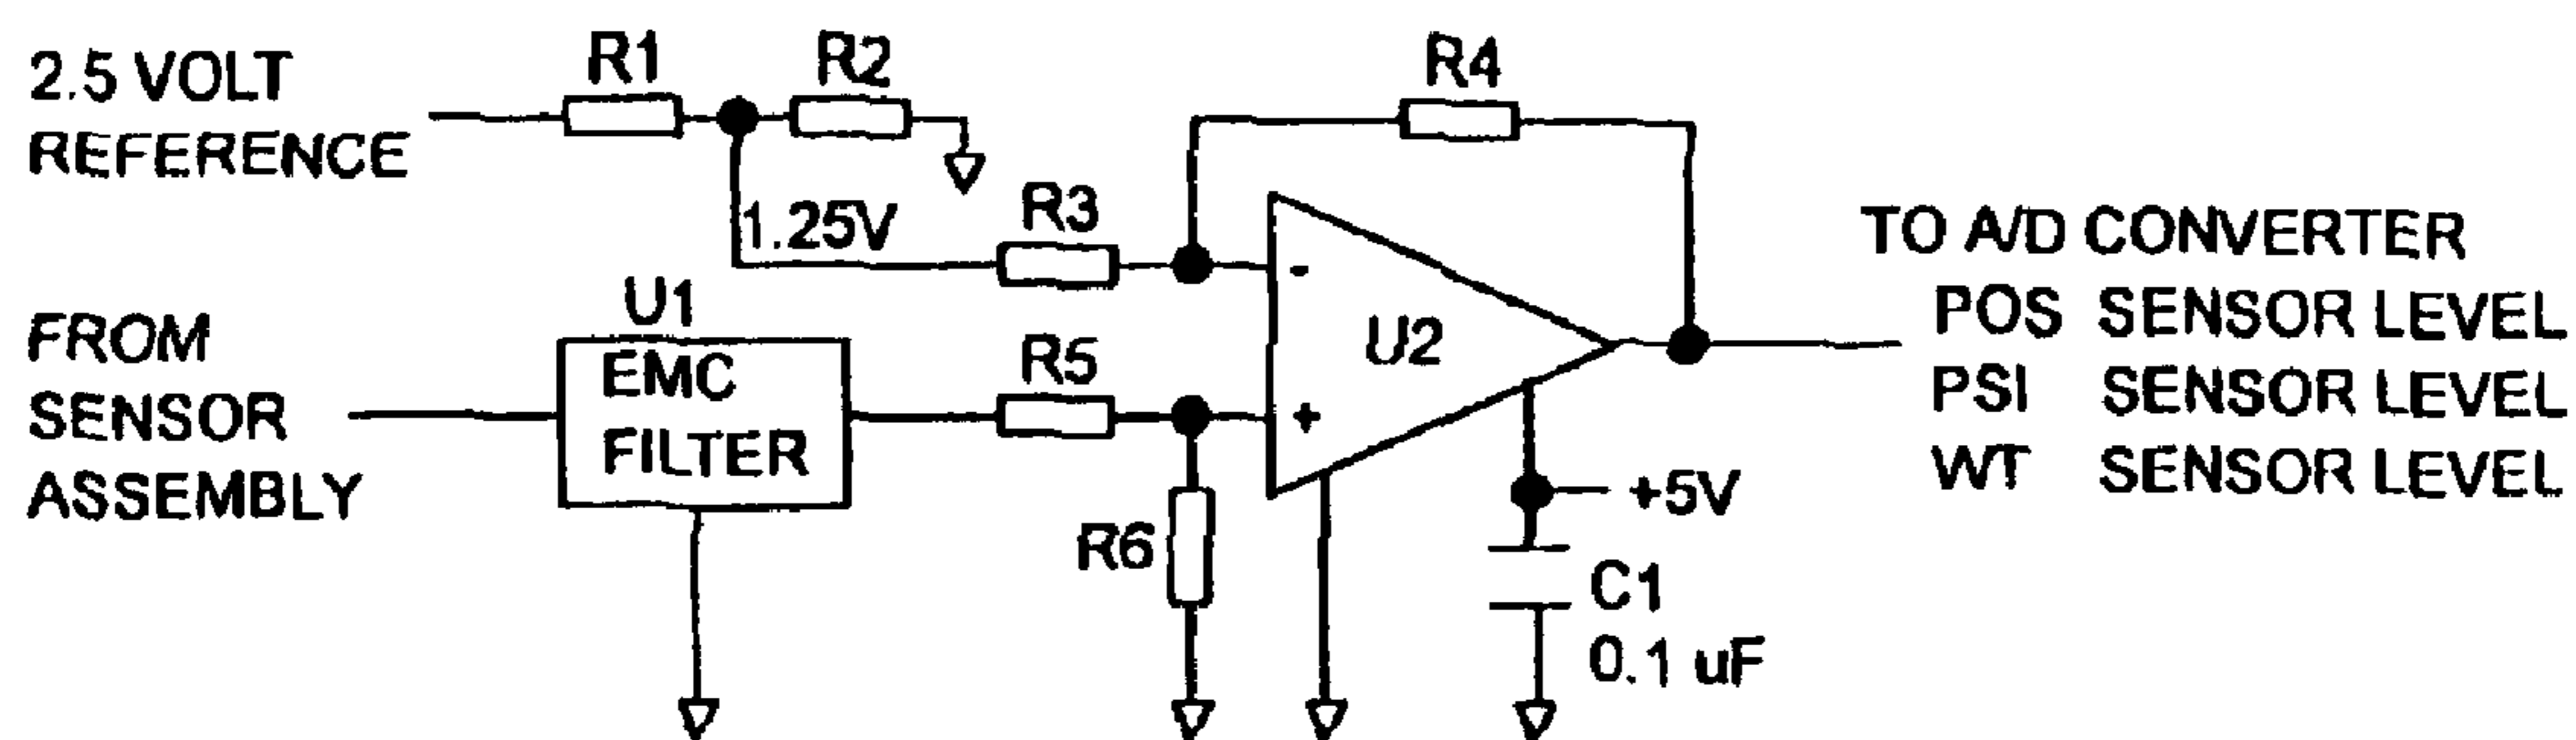 2.5 VOLT
REFERENCE
R1
R2
R4
1.25V
R3
-
U2
TO A/D CONVERTER
POS SENSOR LEVEL
PSI SENSOR LEVEL
WT SENSOR LEVEL
FROM
SENSOR
ASSEMBLY
U1
EMC
FILTER
R5
+
R6
+5V
C1
0.1 uF